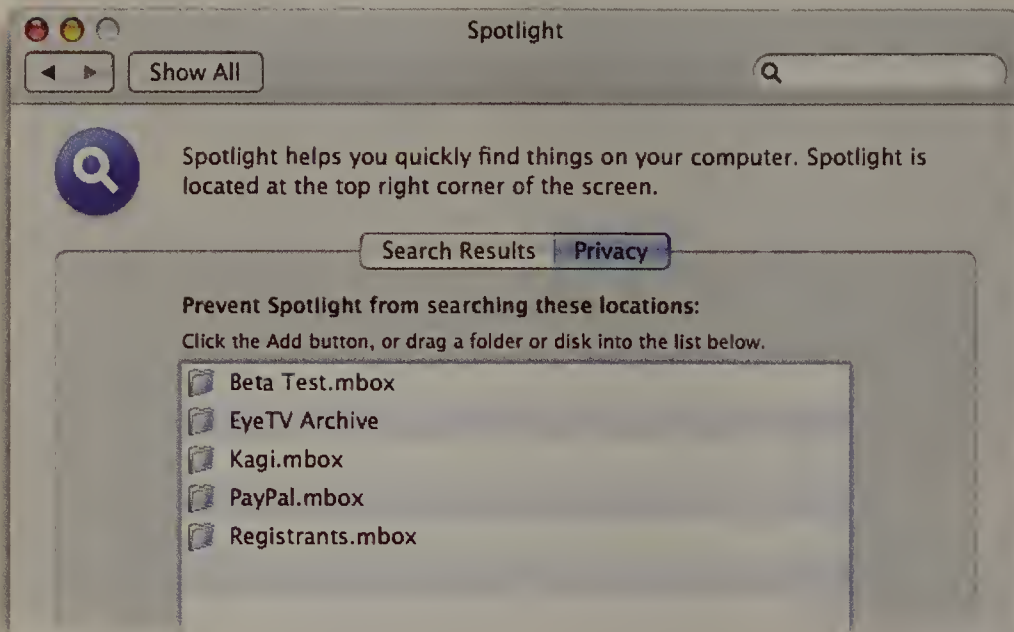 Spotlight
Show All
Spotlight helps you quickly find things on your computer. Spotlight is
located at the top right corner of the screen.
Search Results Privacy
Prevent Spotlight from searching these locations:
Click the Add button, or drag a folder or disk into the list below.
Beta Test.mbox
EyeTV Archive
Kagi.mbox
PayPal.mbox
Registrants.mbox